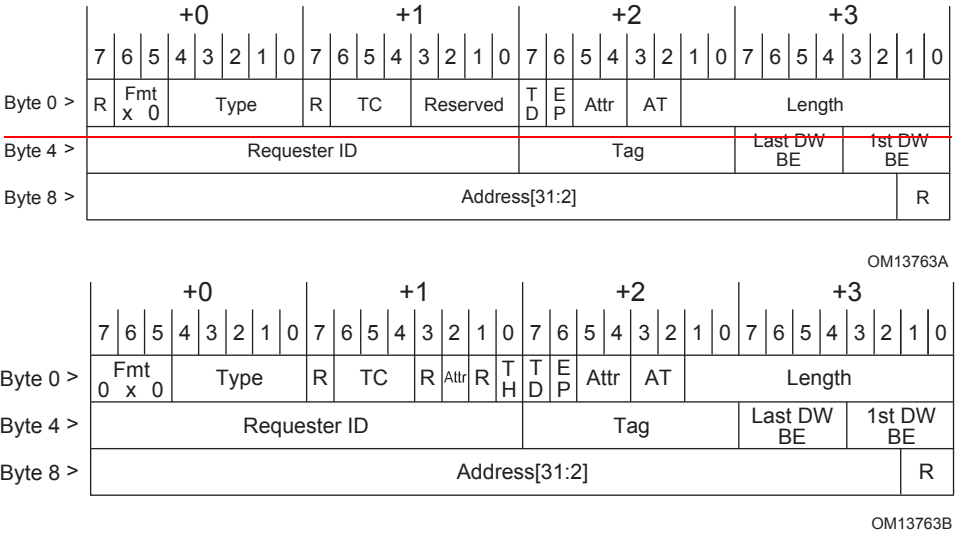 +0 +1 +2 +3
7 6 5 4 3 2 1 0 7 6 5 4 3 2 1 0 7 6 5 4 3 2 1 0 7 6 5 4 3 2 1 0
Byte 0 > R Fmt x 0 Type R TC Reserved TD EP Attr AT Length
Byte 4 > Requester ID Tag Last DW BE 1st DW BE
Byte 8 > Address[31:2] R
OM13763A
+0 +1 +2 +3
7 6 5 4 3 2 1 0 7 6 5 4 3 2 1 0 7 6 5 4 3 2 1 0 7 6 5 4 3 2 1 0
Byte 0 > Fmt 0 x 0 Type R TC R Attr R TH TD EP Attr AT Length
Byte 4 > Requester ID Tag Last DW BE 1st DW BE
Byte 8 > Address[31:2] R
OM13763B